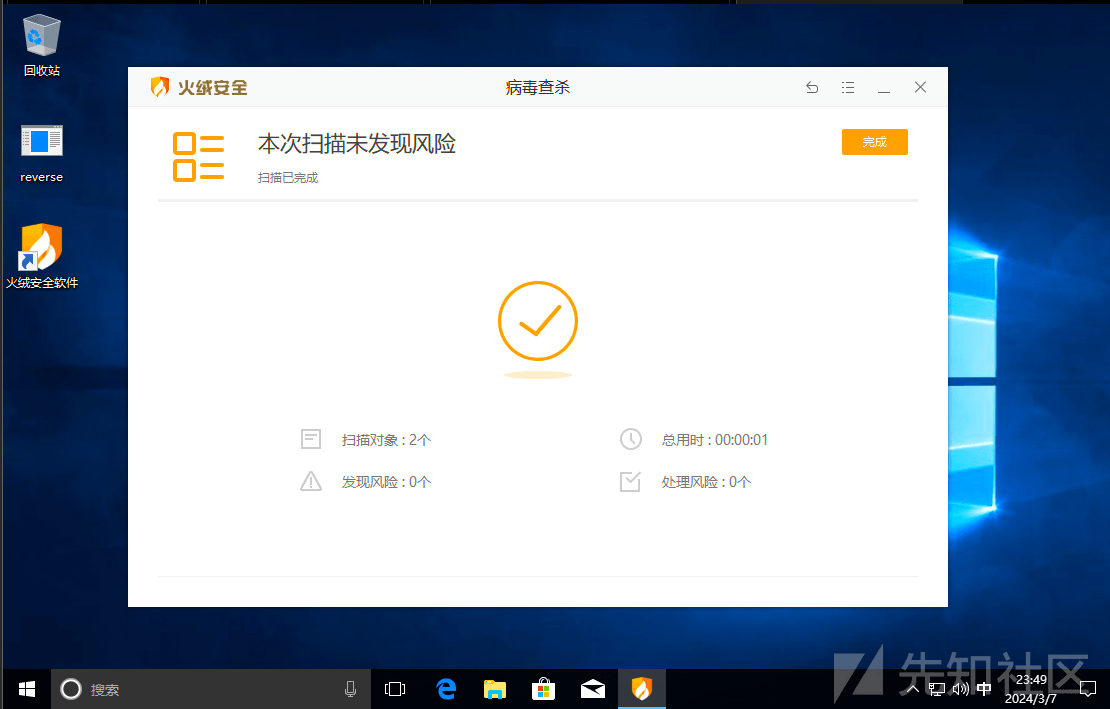 回收站
reverse
火绒安全软件
火绒安全
病毒查杀
本次扫描未发现风险
扫描已完成
完成
扫描对象 : 2个
总用时 : 00:00:01
发现风险 : 0个
处理风险 : 0个
先知社区
搜索
中
23:49
2024/3/7